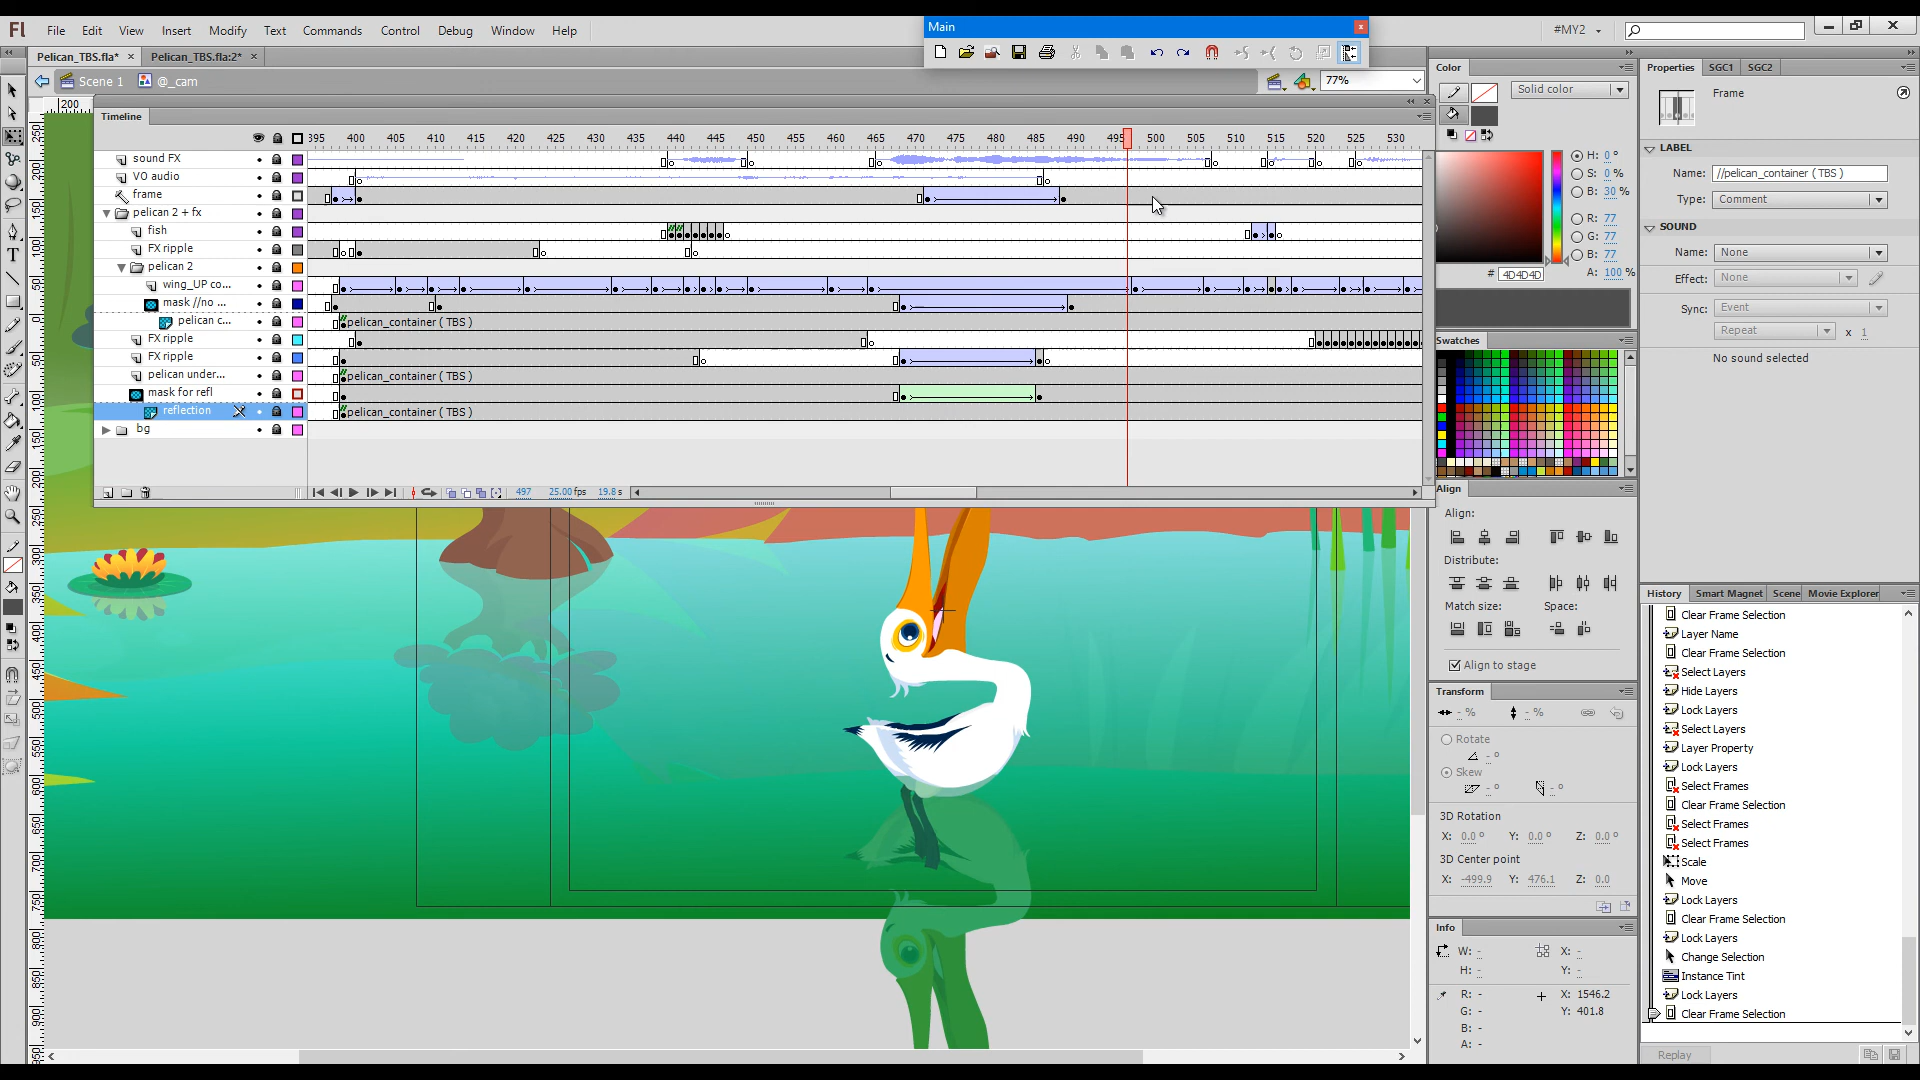 Fl File Edit View Insert Modify Text Commands Control Debug Window Help
Main
#MY2
Pelican_TBS.fla* × Pelican_TBS.fla:2* ×
Scene 1 @_cam
77%
Timeline
395 400 405 415 420 425 430 435 440 445 450 455 460 465 470 475 480 485 490 495 500 505 510 515 520 525 530
sound FX
VO audio
frame
pelican 2 + fx
fish
FX ripple
pelican 2
wing_UP co...
mask //no ...
pelican c... pelican_container ( TBS )
FX ripple
FX ripple
pelican under... pelican_container ( TBS )
mask for refl
reflection pelican_container ( TBS )
bg
497 25.00 fps 19.8 s
Color
Solid color
H: 0 °
S: 0 %
B: 30 %
R: 77
G: 77
B: 77
# 4D4D4D A: 100 %
Swatches
Align
Align:
Distribute:
Match size: Space:
Align to stage
Transform
- % - %
Rotate
- °
Skew
- ° - °
3D Rotation
X: 0.0 ° Y: 0.0 ° Z: 0.0 °
3D Center point
X: -499.9 Y: 476.1 Z: 0.0
Info
W: - X: -
H: - Y: -
R: - X: 1546.2
G: - Y: 401.8
B: -
A: -
Properties SGC1 SGC2
Frame
LABEL
Name: //pelican_container ( TBS )
Type: Comment
SOUND
Name: None
Effect: None
Sync: Event
Repeat x 1
No sound selected
History Smart Magnet Scene Movie Explorer
Clear Frame Selection
Layer Name
Clear Frame Selection
Select Layers
Hide Layers
Lock Layers
Select Layers
Layer Property
Lock Layers
Select Frames
Clear Frame Selection
Select Frames
Select Frames
Scale
Move
Lock Layers
Clear Frame Selection
Lock Layers
Change Selection
Instance Tint
Lock Layers
Clear Frame Selection
Replay